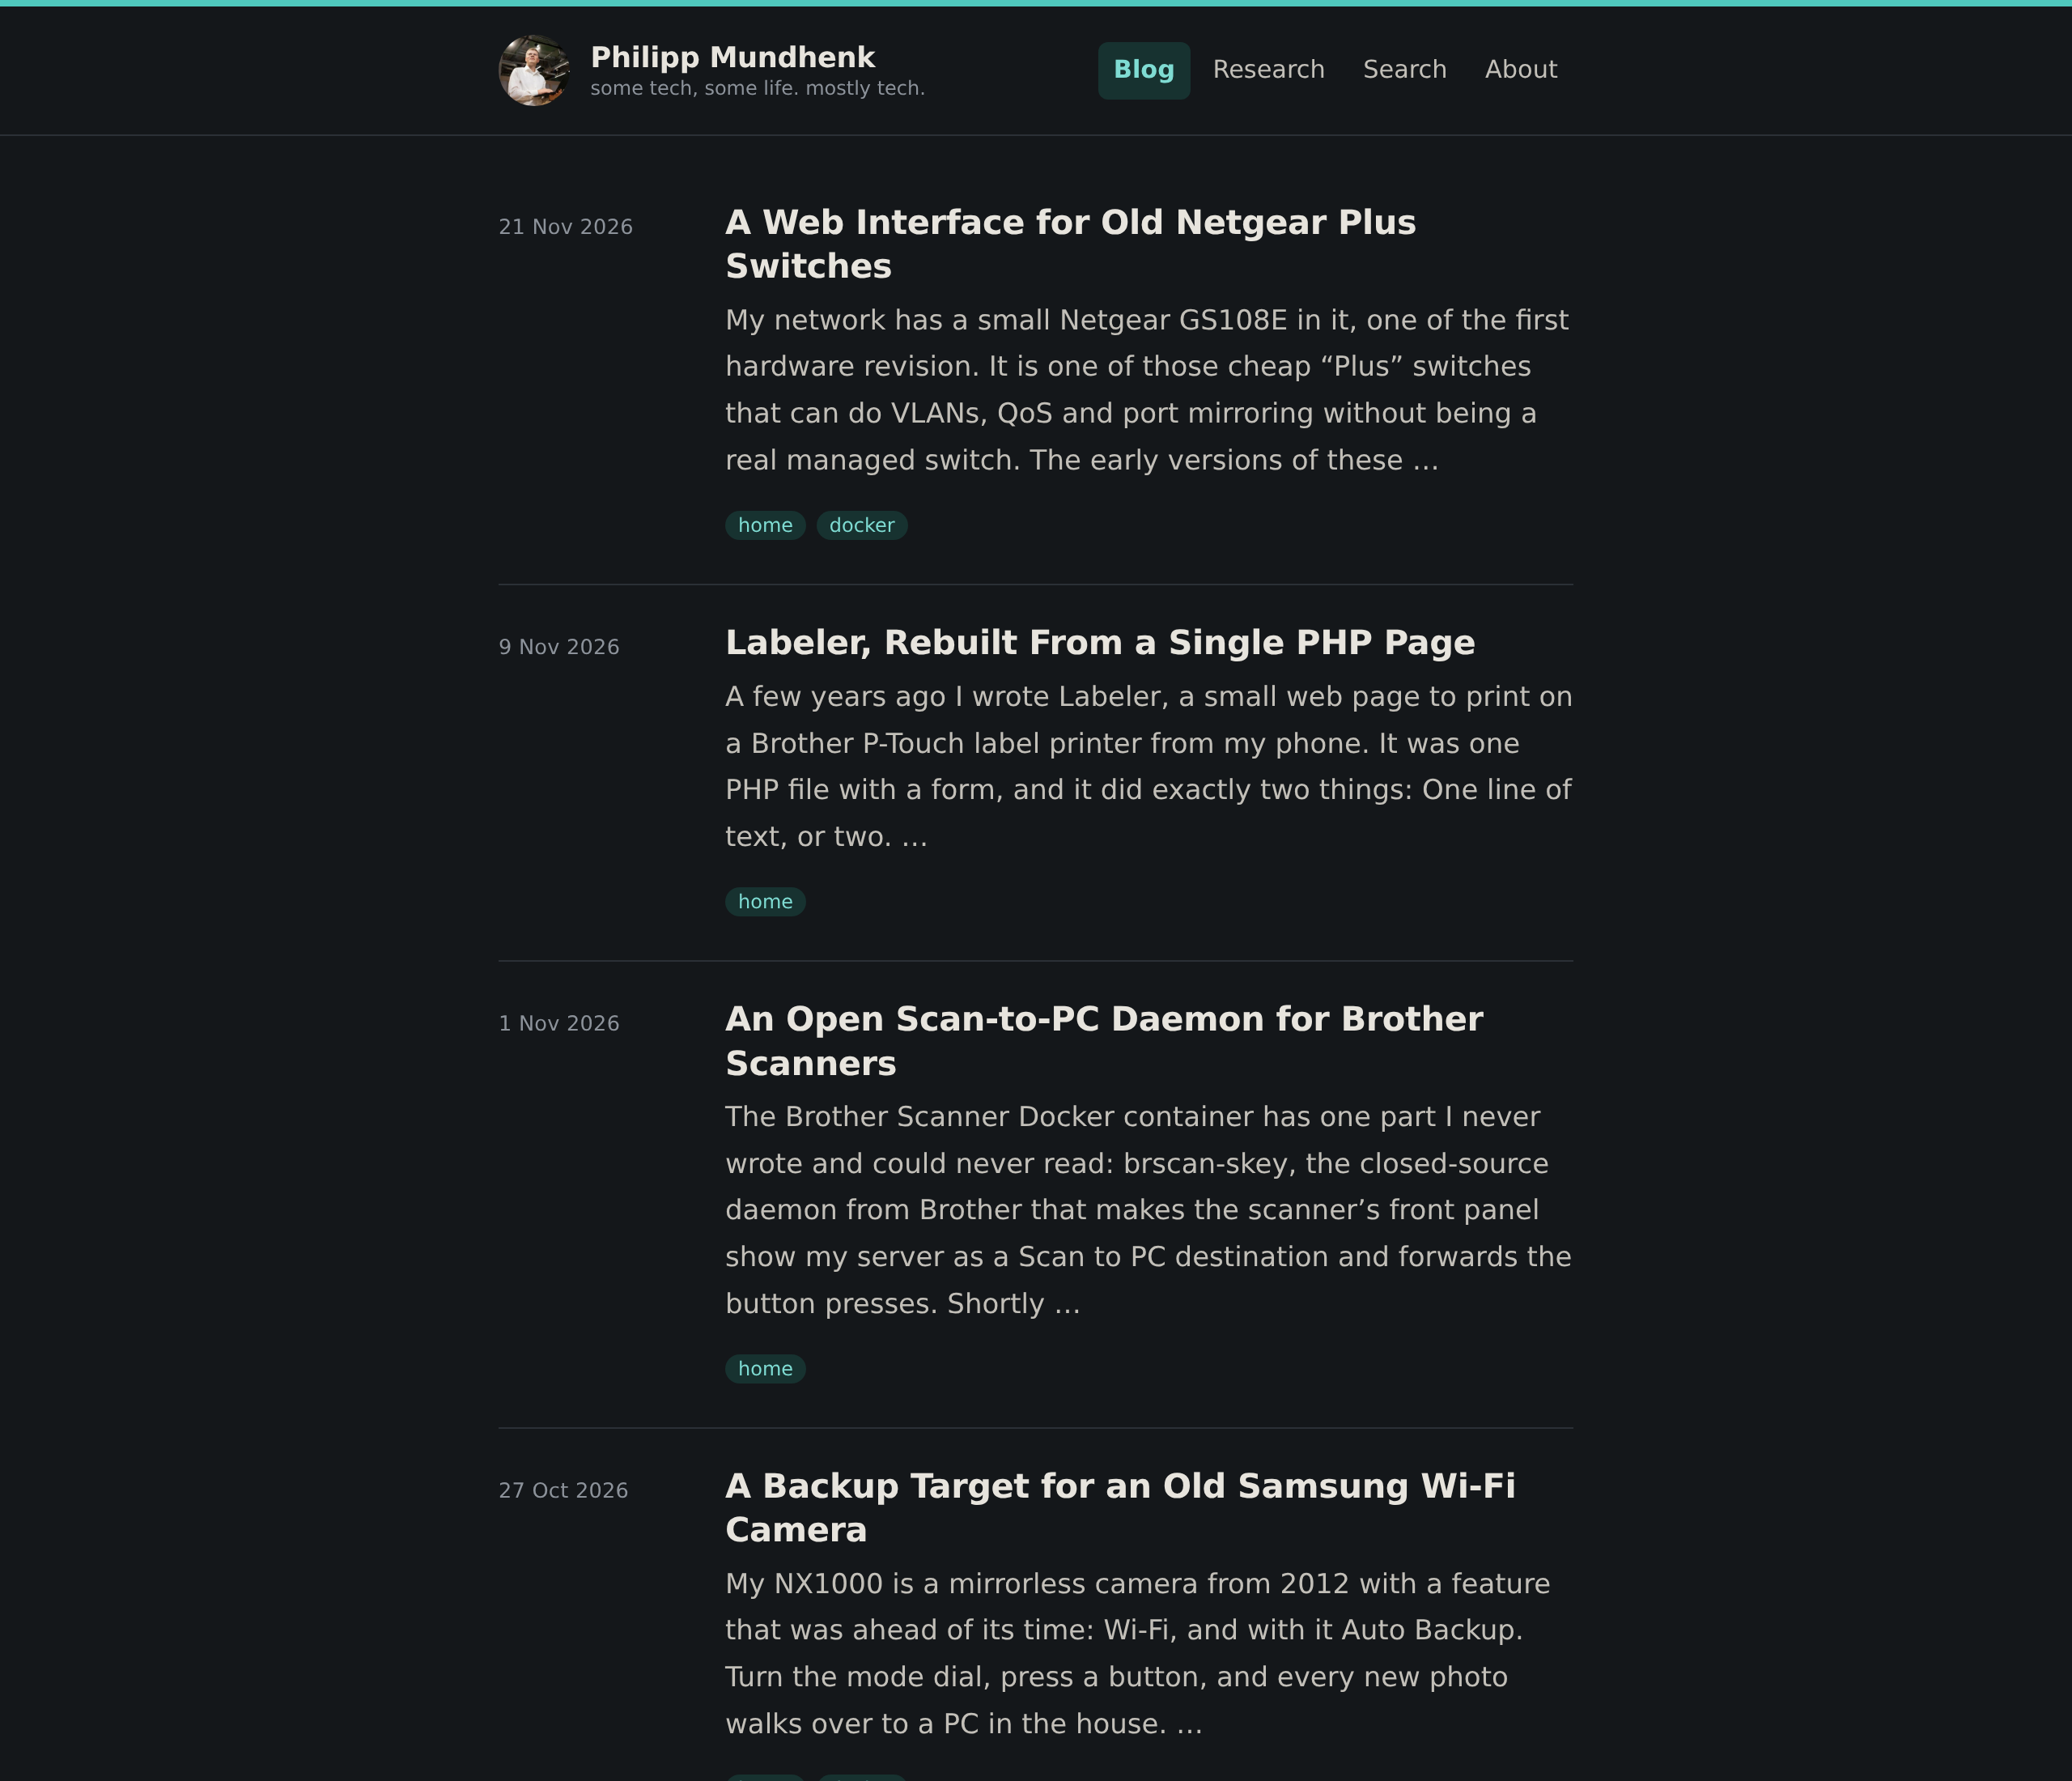 Philipp Mundhenk
some tech, some life. mostly tech.
Blog Research Search About
21 Nov 2026
A Web Interface for Old Netgear Plus
Switches
My network has a small Netgear GS108E in it, one of the first
hardware revision. It is one of those cheap “Plus” switches
that can do VLANs, QoS and port mirroring without being a
real managed switch. The early versions of these …
home docker
9 Nov 2026
Labeler, Rebuilt From a Single PHP Page
A few years ago I wrote Labeler, a small web page to print on
a Brother P-Touch label printer from my phone. It was one
PHP file with a form, and it did exactly two things: One line of
text, or two. …
home
1 Nov 2026
An Open Scan-to-PC Daemon for Brother
Scanners
The Brother Scanner Docker container has one part I never
wrote and could never read: brscan-skey, the closed-source
daemon from Brother that makes the scanner’s front panel
show my server as a Scan to PC destination and forwards the
button presses. Shortly …
home
27 Oct 2026
A Backup Target for an Old Samsung Wi-Fi
Camera
My NX1000 is a mirrorless camera from 2012 with a feature
that was ahead of its time: Wi-Fi, and with it Auto Backup.
Turn the mode dial, press a button, and every new photo
walks over to a PC in the house. …